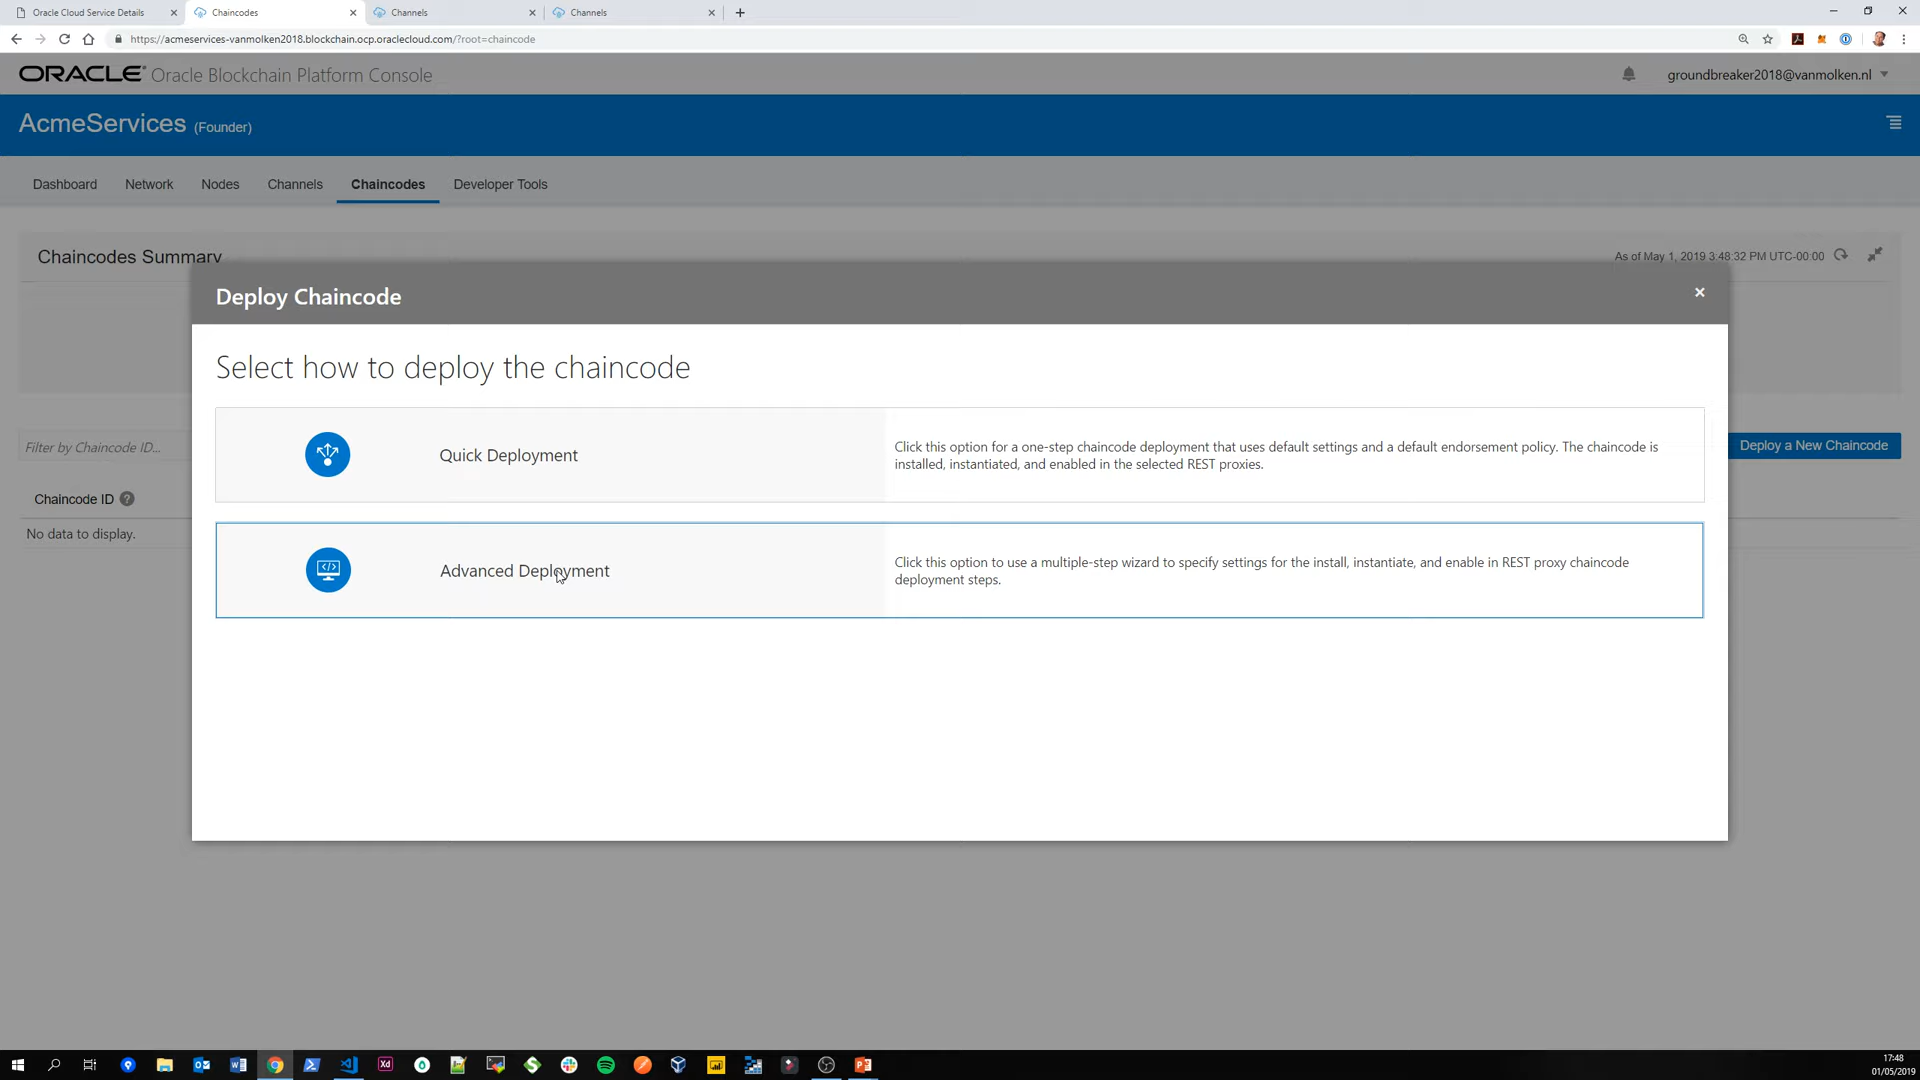 Oracle Cloud Service Details
Chaincodes
Channels
Channels
https://acmeservices-vanmolken2018.blockchain.ocp.oraclecloud.com/?root=chaincode
ORACLE Oracle Blockchain Platform Console
groundbreaker2018@vanmolken.nl
AcmeServices (Founder)
Dashboard
Network
Nodes
Channels
Chaincodes
Developer Tools
Chaincodes Summary
As of May 1, 2019 3:48:32 PM UTC-00:00
Deploy Chaincode
Select how to deploy the chaincode
Quick Deployment
Click this option for a one-step chaincode deployment that uses default settings and a default endorsement policy. The chaincode is
installed, instantiated, and enabled in the selected REST proxies.
Filter by Chaincode ID...
Deploy a New Chaincode
Chaincode ID ?
No data to display.
Advanced Deployment
Click this option to use a multiple-step wizard to specify settings for the install, instantiate, and enable in REST proxy chaincode
deployment steps.
Xd
17:48
01/05/2019